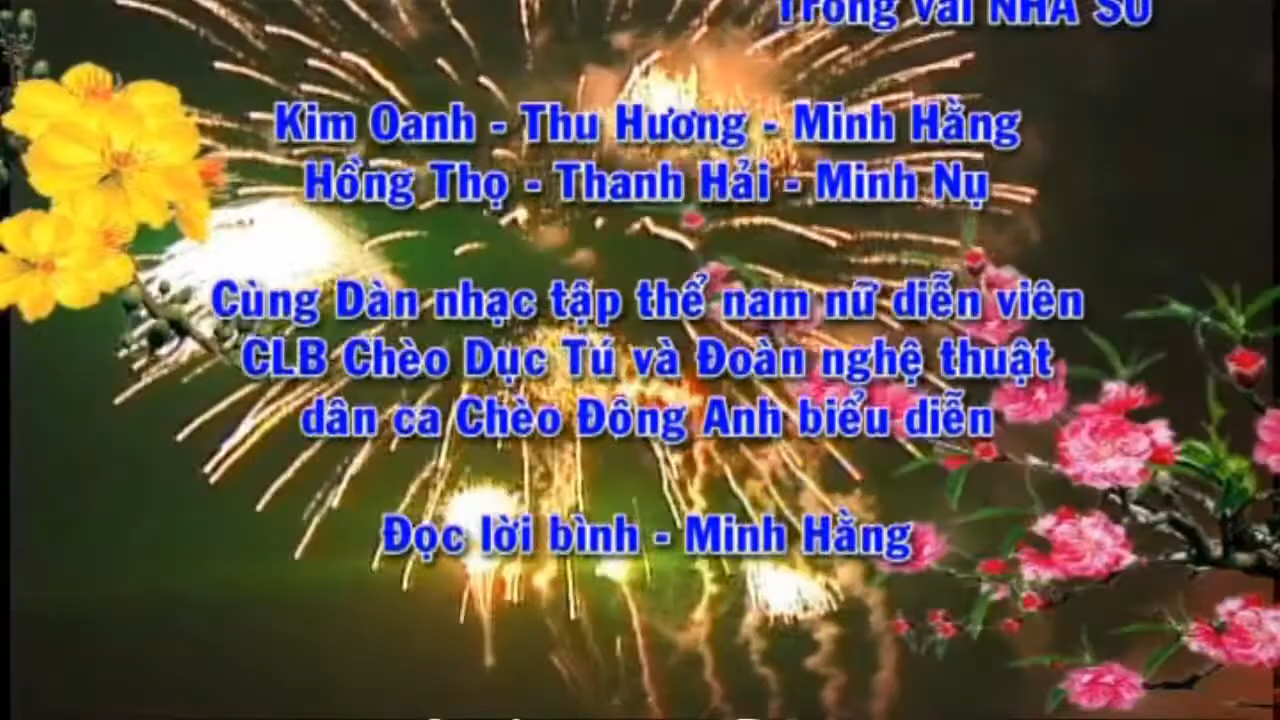 Trong vai NHÀ SƯ
Kim Oanh - Thu Hương - Minh Hằng
Hồng Thọ - Thanh Hải - Minh Nụ
Cùng Dàn nhạc tập thể nam nữ diễn viên
CLB Chèo Dục Tú và Đoàn nghệ thuật
dân ca Chèo Đông Anh biểu diễn
Đọc lời bình - Minh Hằng